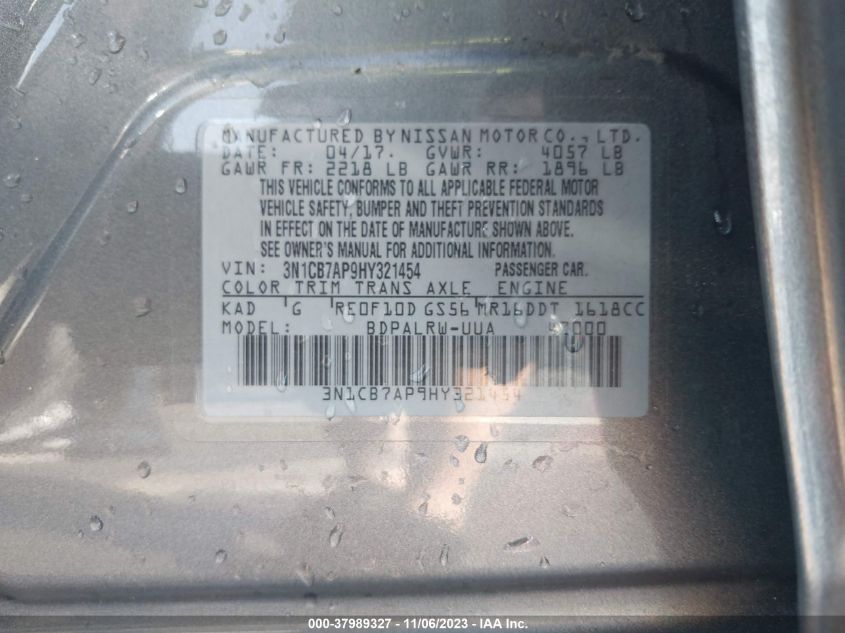 MANUFACTURED BY NISSAN MOTOR CO., LTD.
DATE: 04/17. GVWR: 4057 LB
GAWR FR: 2218 LB GAWR RR: 1896 LB
THIS VEHICLE CONFORMS TO ALL APPLICABLE FEDERAL MOTOR
VEHICLE SAFETY, BUMPER AND THEFT PREVENTION STANDARDS
IN EFFECT ON THE DATE OF MANUFACTURE SHOWN ABOVE.
SEE OWNER'S MANUAL FOR ADDITIONAL INFORMATION.
VIN: 3N1CB7AP9HY321454 PASSENGER CAR.
COLOR TRIM TRANS AXLE ENGINE
KAD G RE0F10D GS56 MR16DDT 1618CC
MODEL: BDPALRW-UUA
3N1CB7AP9HY321454
000-37989327 - 11/06/2023 - IAA Inc.